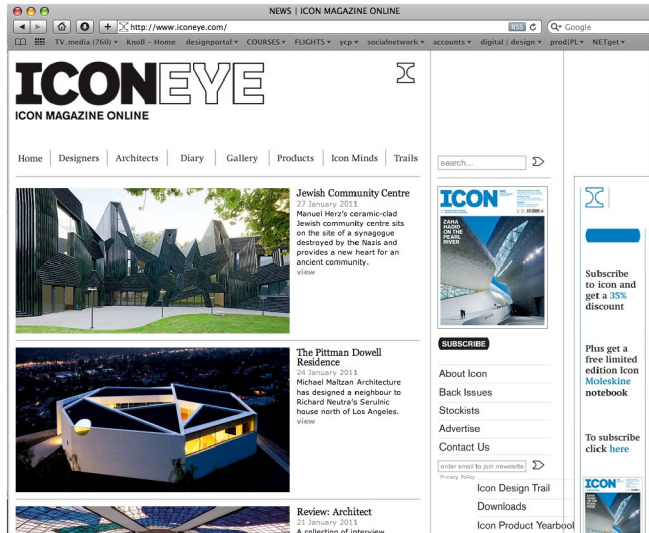 NEWS | ICON MAGAZINE ONLINE
http://www.iconeye.com/
RSS
Google
TV_media (760) Knoll – Home designportal COURSES FLIGHTS ycp socialnetwork accounts digital | design prod|PL NETget
ICONEYE
ICON MAGAZINE ONLINE
Home Designers Architects Diary Gallery Products Icon Minds Trails
search...
Jewish Community Centre
27 January 2011
Manuel Herz's ceramic-clad
Jewish community centre sits
on the site of a synagogue
destroyed by the Nazis and
provides a new heart for an
ancient community.
view
The Pittman Dowell
Residence
24 January 2011
Michael Maltzan Architecture
has designed a neighbour to
Richard Neutra's Serulnic
house north of Los Angeles.
view
Review: Architect
21 January 2011
A collection of interview
ICON
ZAHA
HADID
ON THE
PEARL
RIVER
SUBSCRIBE
About Icon
Back Issues
Stockists
Advertise
Contact Us
enter email to join newslette
Privacy Policy
Icon Design Trail
Downloads
Icon Product Yearbool
Subscribe
to icon and
get a 35%
discount
Plus get a
free limited
edition Icon
Moleskine
notebook
To subscribe
click here
ICON